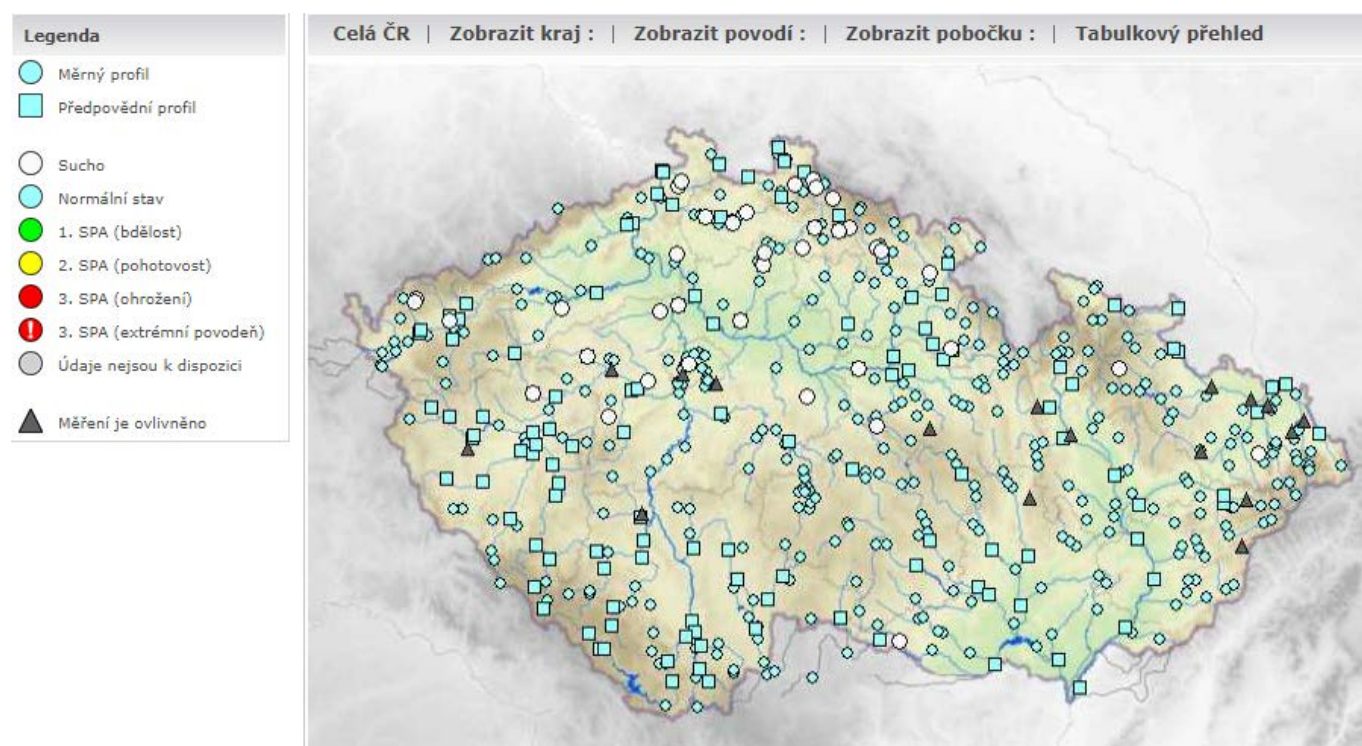 Legenda
Měrný profil
Předpovědní profil
Sucho
Normální stav
1. SPA (bdělost)
2. SPA (pohotovost)
3. SPA (ohrožení)
! 3. SPA (extrémní povodeň)
Údaje nejsou k dispozici
Měření je ovlivněno
Celá ČR | Zobrazit kraj : | Zobrazit povodí : | Zobrazit pobočku : | Tabulkový přehled